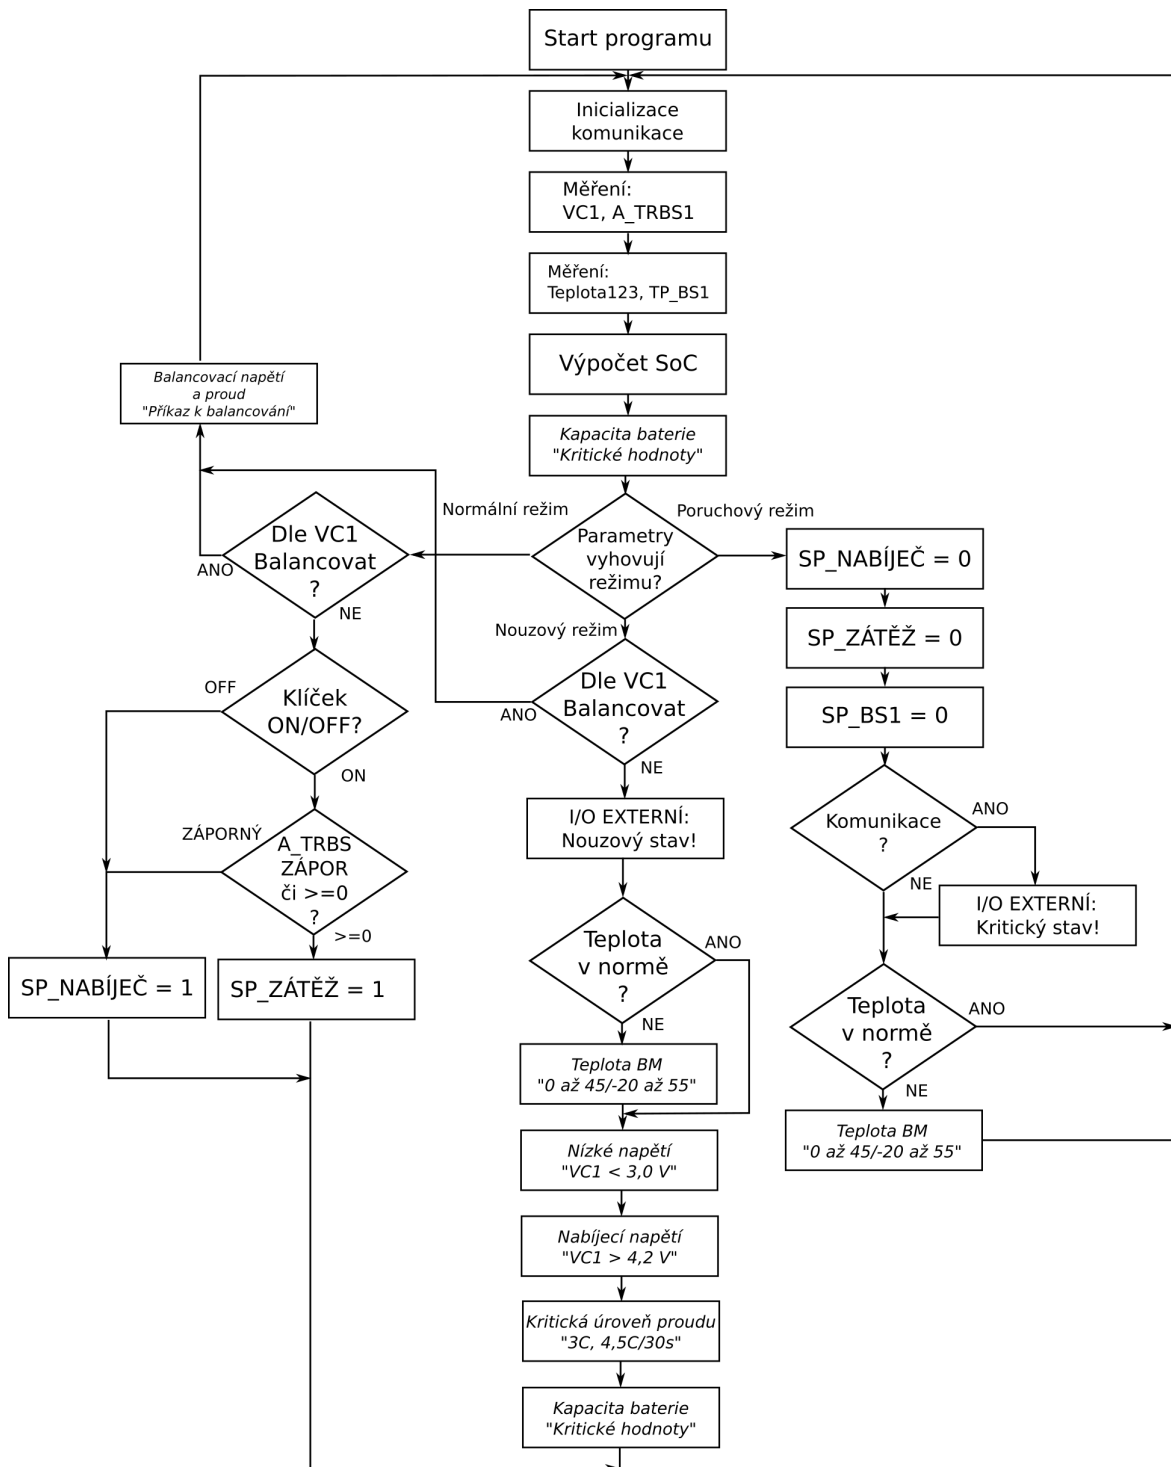 Start programu
Inicializace
komunikace
Měření:
VC1, A_TRBS1
Měření:
Teplota123, TP_BS1
Výpočet SoC
Balancovací napětí
a proud
"Příkaz k balancování"
Kapacita baterie
"Kritické hodnoty"
Normální režim
Poruchový režim
Dle VC1
Balancovat
?
ANO
NE
Parametry
vyhovují
režimu?
SP_NABÍJEČ = 0
Nouzový režim
SP_ZÁTĚŽ = 0
OFF
Klíček
ON/OFF?
ON
Dle VC1
Balancovat
?
ANO
NE
SP_BS1 = 0
ZÁPORNÝ
A_TRBS
ZÁPOR
či >=0
?
>=0
I/O EXTERNÍ:
Nouzový stav!
Komunikace
?
ANO
NE
I/O EXTERNÍ:
Kritický stav!
SP_NABÍJEČ = 1
SP_ZÁTĚŽ = 1
Teplota
v normě
?
ANO
NE
Teplota
v normě
?
ANO
NE
Teplota BM
"0 až 45/-20 až 55"
Teplota BM
"0 až 45/-20 až 55"
Nízké napětí
"VC1 < 3,0 V"
Nabíjecí napětí
"VC1 > 4,2 V"
Kritická úroveň proudu
"3C, 4,5C/30s"
Kapacita baterie
"Kritické hodnoty"